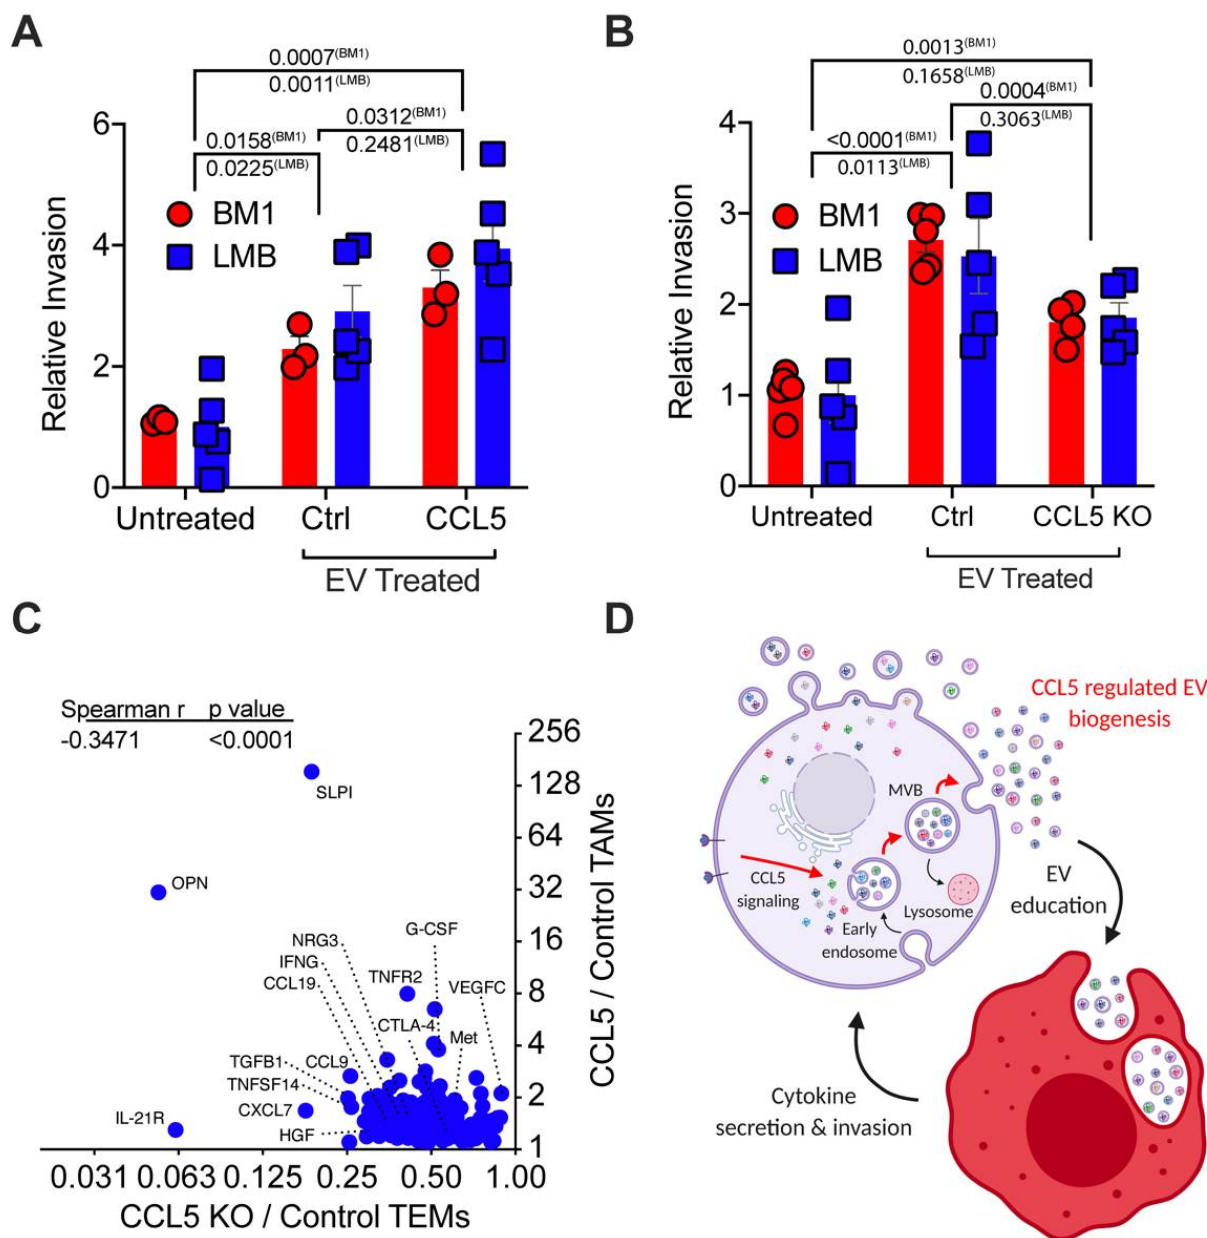 A
0.0007(BM1)
0.0011(LMB)
0.0312(BM1)
0.2481(LMB)
0.0158(BM1)
0.0225(LMB)
BM1
LMB
Relative Invasion
6
4
2
0
Untreated Ctrl CCL5
EV Treated
B
0.0013(BM1)
0.1658(LMB)
0.0004(BM1)
0.3063(LMB)
<0.0001(BM1)
0.0113(LMB)
BM1
LMB
Relative Invasion
4
3
2
1
0
Untreated Ctrl CCL5 KO
EV Treated
C
Spearman r p value
-0.3471 <0.0001
SLPI
OPN
NRG3
IFNG
CCL19
G-CSF
TNFR2
VEGFC
CTLA-4
Met
TGFB1
CCL9
TNFSF14
CXCL7
IL-21R
HGF
256
128
64
32
16
8
4
2
1
CCL5 / Control TAMs
0.031 0.063 0.125 0.25 0.50 1.00
CCL5 KO / Control TEMs
D
CCL5 regulated EV
biogenesis
MVB
CCL5
signaling
Lysosome
Early
endosome
EV
education
Cytokine
secretion & invasion